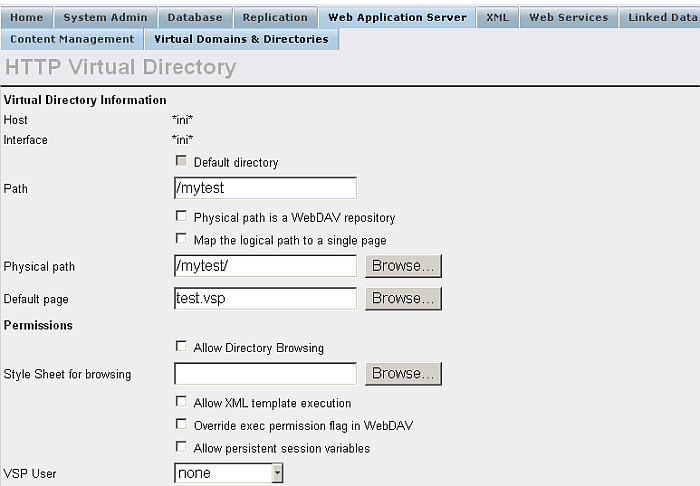 Home System Admin Database Replication Web Application Server XML Web Services Linked Data
Content Management Virtual Domains & Directories
HTTP Virtual Directory
Virtual Directory Information
Host *ini*
Interface *ini*
Default directory
Path /mytest
Physical path is a WebDAV repository
Map the logical path to a single page
Physical path /mytest/ Browse...
Default page test.vsp Browse...
Permissions
Allow Directory Browsing
Style Sheet for browsing Browse...
Allow XML template execution
Override exec permission flag in WebDAV
Allow persistent session variables
VSP User none